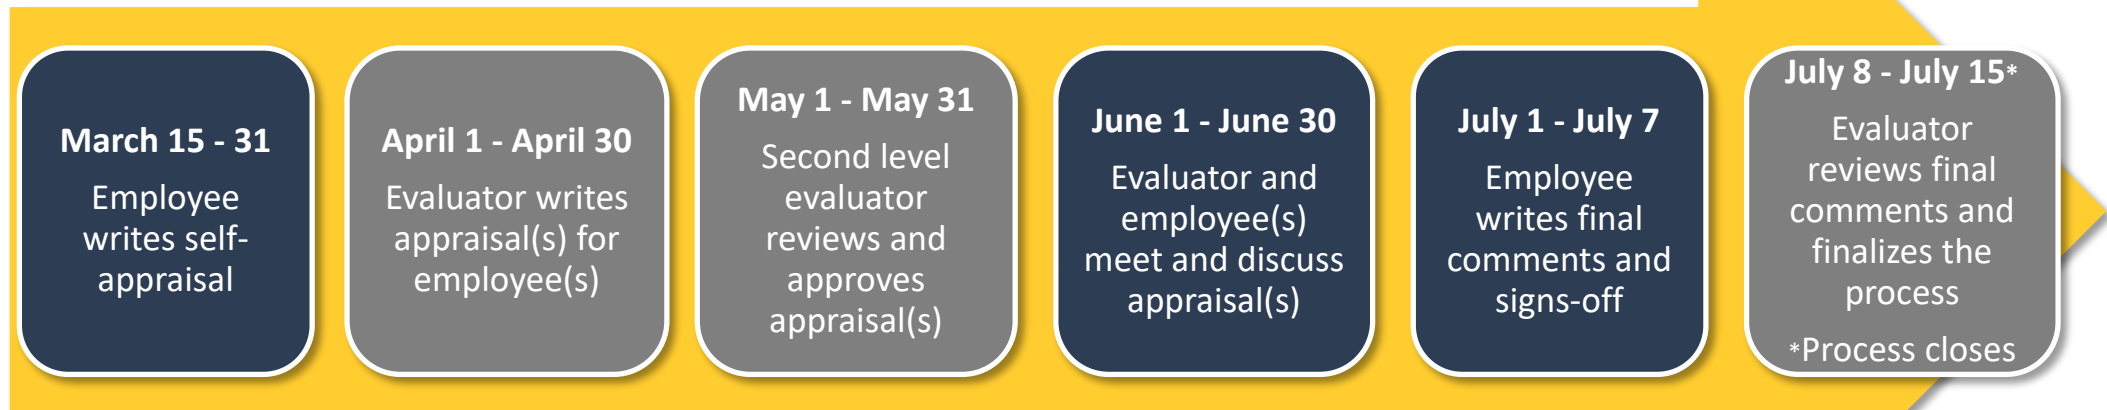 March 15 - 31
Employee
writes self-
appraisal
April 1 - April 30
Evaluator writes
appraisal(s) for
employee(s)
May 1 - May 31
Second level
evaluator
reviews and
approves
appraisal(s)
June 1 - June 30
Evaluator and
employee(s)
meet and discuss
appraisal(s)
July 1 - July 7
Employee
writes final
comments and
signs-off
July 8 - July 15*
Evaluator
reviews final
comments and
finalizes the
process
*Process closes